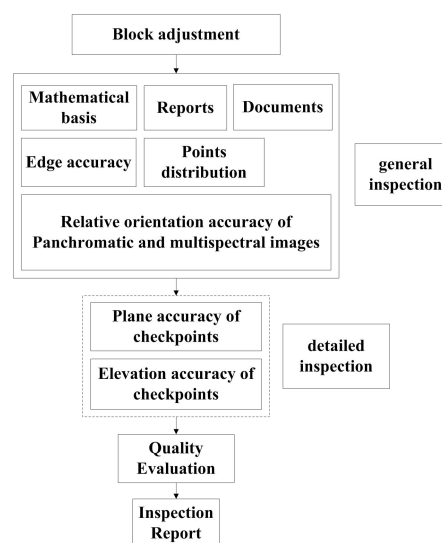 Block adjustment
Mathematical
basis
Reports
Documents
Edge accuracy
Points
distribution
general
inspection
Relative orientation accuracy of
Panchromatic and multispectral images
Plane accuracy of
checkpoints
detailed
inspection
Elevation accuracy of
checkpoints
Quality
Evaluation
Inspection
Report